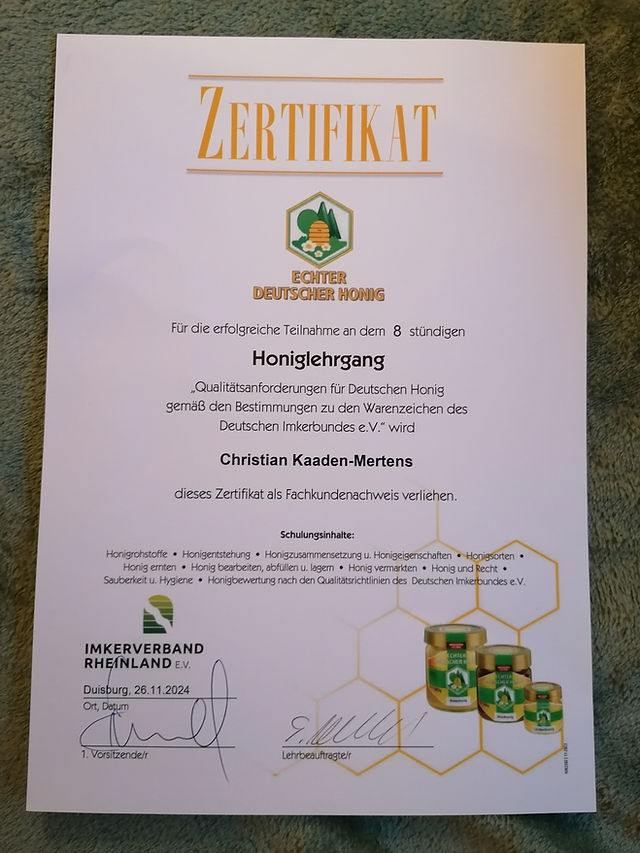 ZERTIFIKAT
ECHTER
DEUTSCHER HONIG
Für die erfolgreiche Teilnahme an dem 8 stündigen
Honiglehrgang
„Qualitätsanforderungen für Deutschen Honig
gemäß den Bestimmungen zu den Warenzeichen des
Deutschen Imkerbundes e.V.“ wird
Christian Kaaden-Mertens
dieses Zertifikat als Fachkundenachweis verliehen.
Schulungsinhalte:
Honigrohstoffe • Honigentstehung • Honigzusammensetzung u. Honigeigenschaften • Honigsorten •
Honig ernten • Honig bearbeiten, abfüllen u. lagern • Honig vermarkten • Honig und Recht •
Sauberkeit u. Hygiene • Honigbewertung nach den Qualitätsrichtlinien des Deutschen Imkerbundes e.V.
IMKERVERBAND
RHEINLAND E.V.
Duisburg, 26.11.2024
Ort, Datum
1. Vorsitzende/r
Lehrbeauftragte/r